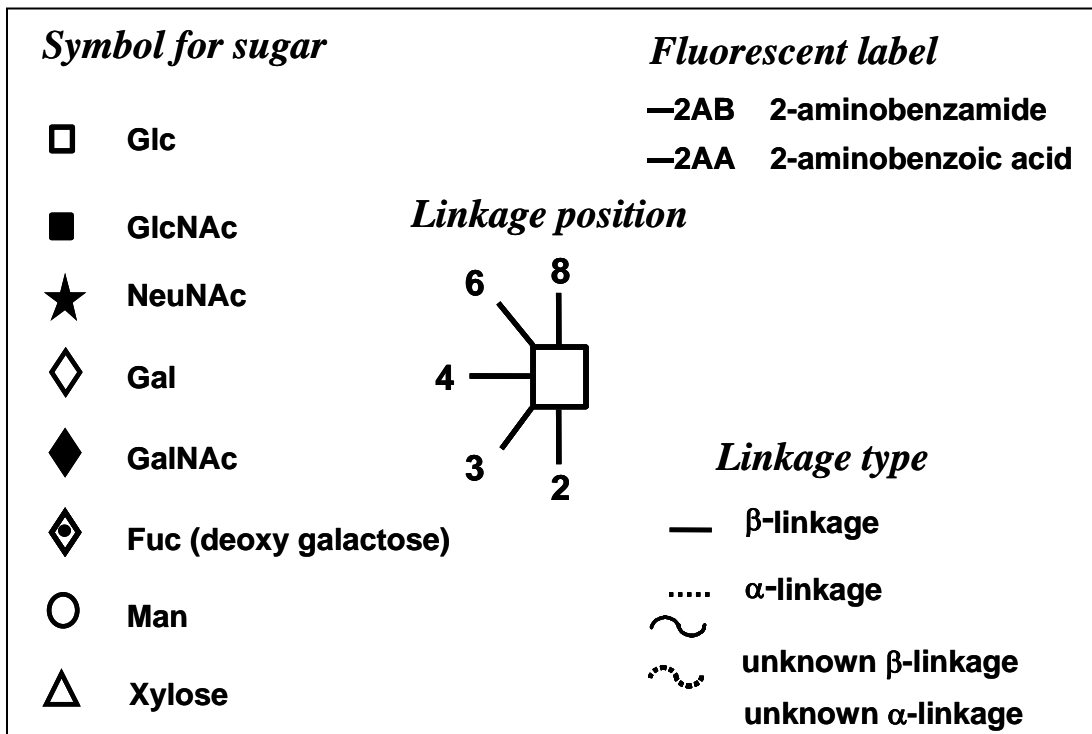 Symbol for sugar
Glc
GlcNAc
NeuNAc
Gal
GalNAc
Fuc (deoxy galactose)
Man
Xylose
Fluorescent label
—2AB 2-aminobenzamide
—2AA 2-aminobenzoic acid
Linkage position
8
6
4
3
2
Linkage type
β-linkage
α-linkage
unknown β-linkage
unknown α-linkage